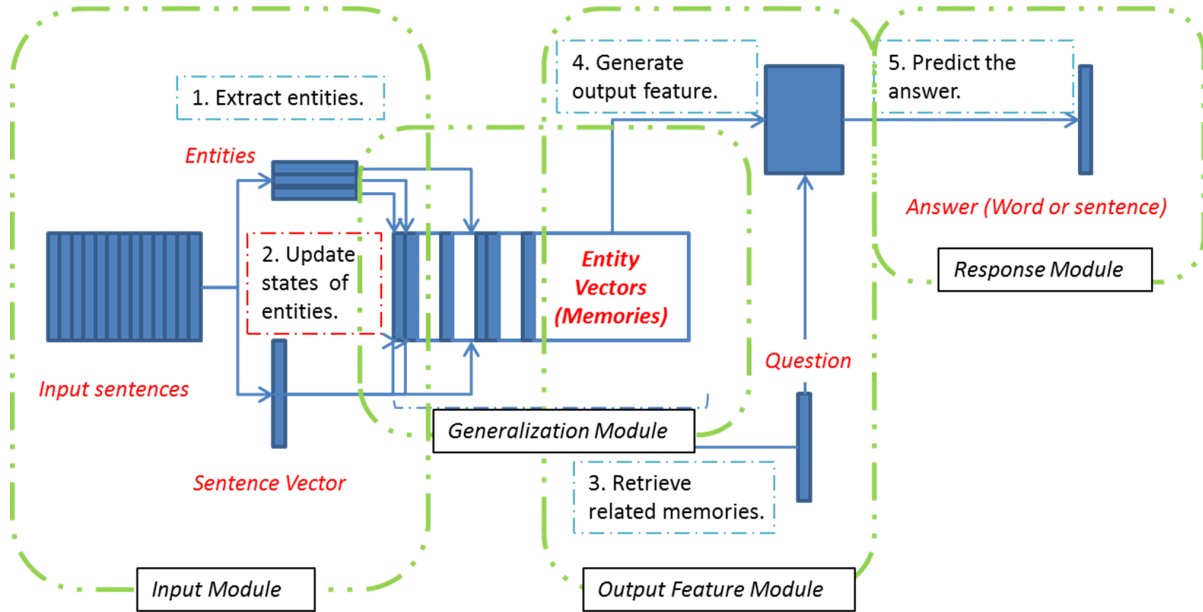 1. Extract entities.
Entities
2. Update
states of
entities.
Input sentences
Sentence Vector
Input Module
Entity
Vectors
(Memories)
Generalization Module
3. Retrieve
related memories.
4. Generate
output feature.
Question
Output Feature Module
5. Predict the
answer.
Answer (Word or sentence)
Response Module